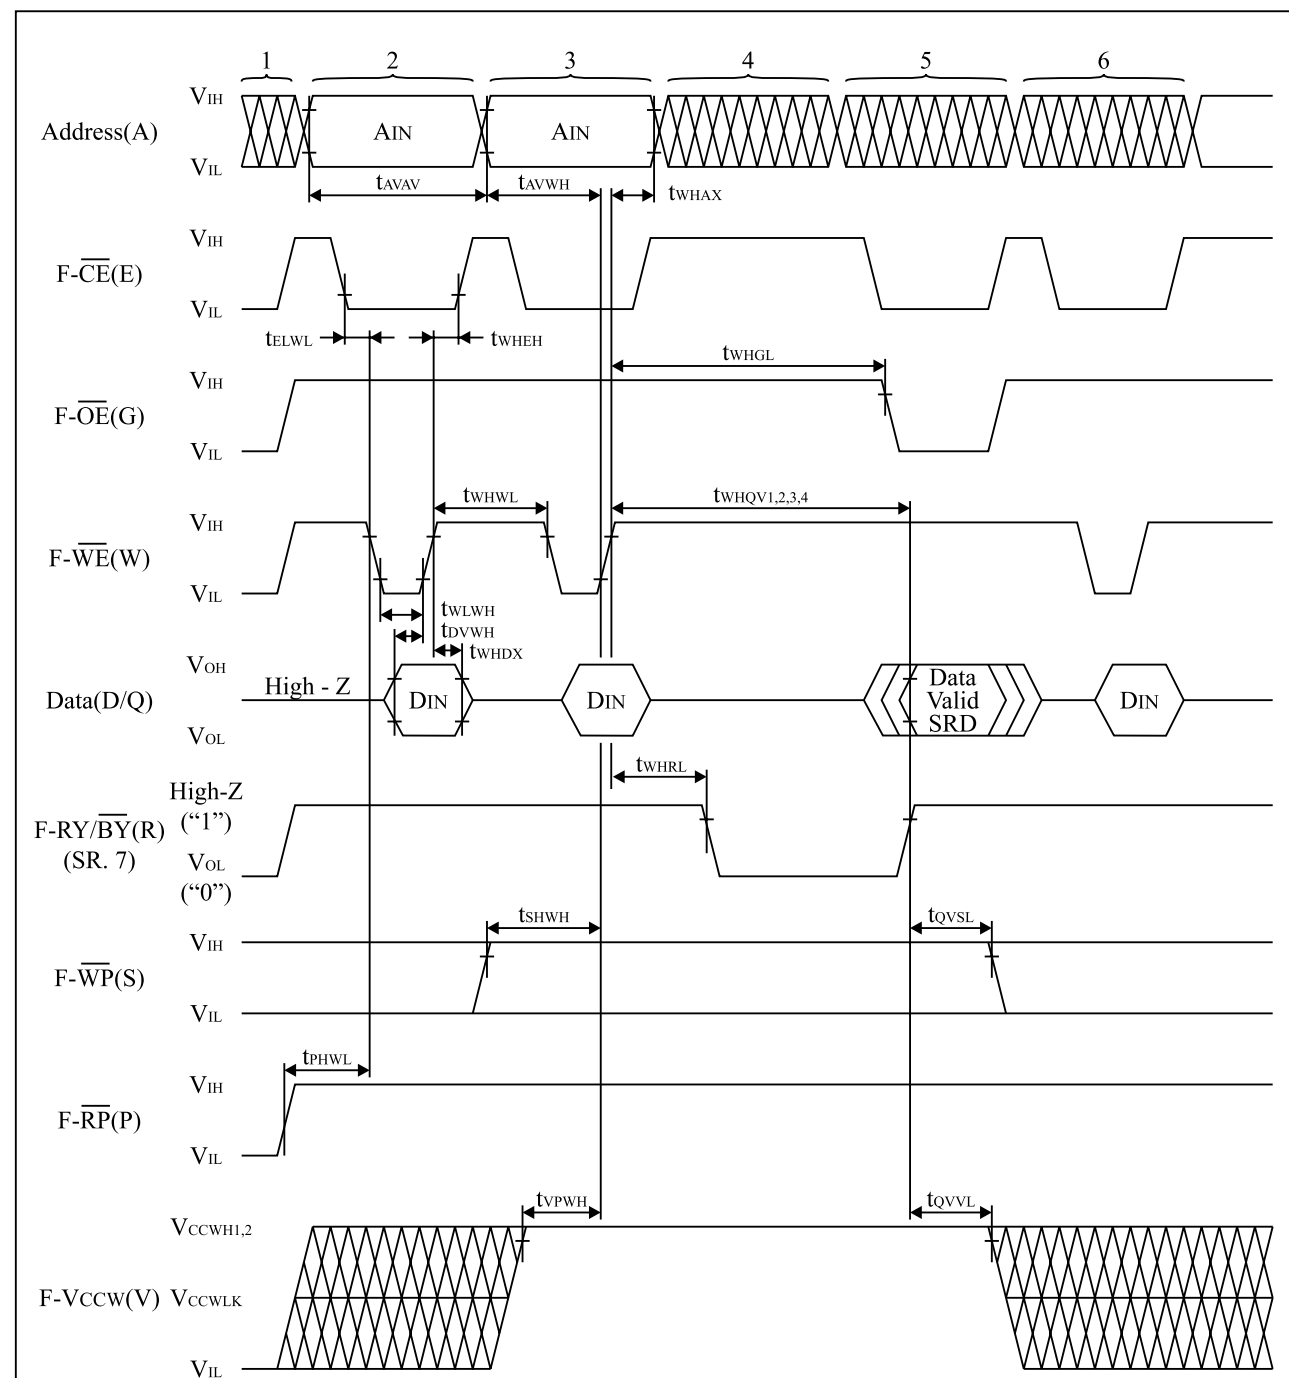 1 2 3 4 5 6
VIH
Address(A) AIN AIN
VIL
tAVAV tAVWH tWHAX
VIH
F-CE(E)
VIL
tELWL tWHEH
tWHGL
VIH
F-OE(G)
VIL
tWHWL tWHQV1,2,3,4
VIH
F-WE(W)
VIL
tWLWH
tDVWH
tWHDX
VOH
High - Z
Data(D/Q) DIN DIN Data Valid SRD DIN
VOL
tWHRL
High-Z
(“1”)
F-RY/BY(R)
(SR. 7)
VOL
(“0”)
tSHWH tQVSL
VIH
F-WP(S)
VIL
tPHWL
VIH
F-RP(P)
VIL
tVPWH tQVVL
VCCWH1,2
F-VCCW(V) VCCWLK
VIL